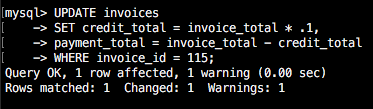 mysql> UPDATE invoices
    -> SET credit_total = invoice_total * .1,
    -> payment_total = invoice_total - credit_total
    -> WHERE invoice_id = 115;
Query OK, 1 row affected, 1 warning (0.00 sec)
Rows matched: 1  Changed: 1  Warnings: 1